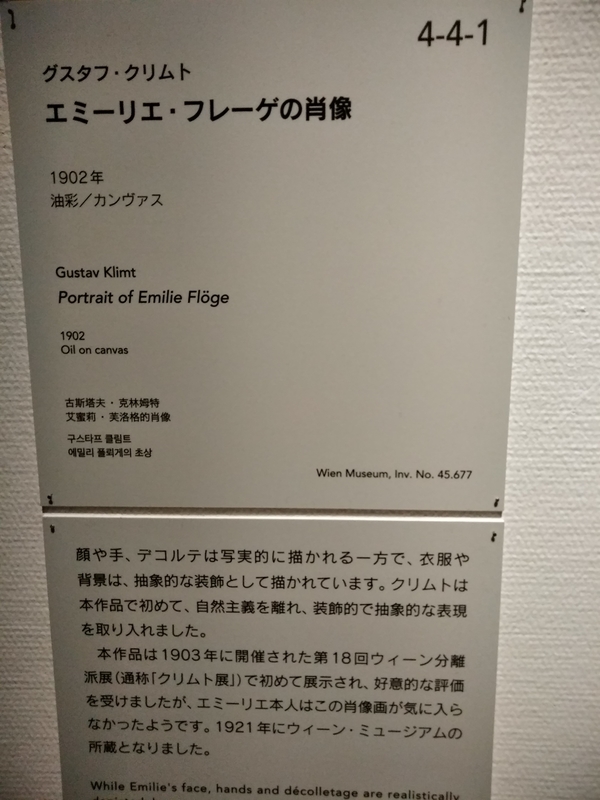 4-4-1
グスタフ・クリムト
エミーリエ・フレーゲの肖像
1902年
油彩／カンヴァス
Gustav Klimt
Portrait of Emilie Flöge
1902
Oil on canvas
古斯塔夫・克林姆特
艾蜜莉・芙洛格的肖像
구스타프 클림트
에밀리 플뢰게의 초상
Wien Museum, Inv. No. 45.677
顔や手、デコルテは写実的に描かれる一方で、衣服や
背景は、抽象的な装飾として描かれています。クリムトは
本作品で初めて、自然主義を離れ、装飾的で抽象的な表現
を取り入れました。
本作品は1903年に開催された第18回ウィーン分離
派展（通称「クリムト展」）で初めて展示され、好意的な評価
を受けましたが、エミーリエ本人はこの肖像画が気に入ら
なかったようです。1921年にウィーン・ミュージアムの
所蔵となりました。
While Emilie's face, hands and décolletage are realistically